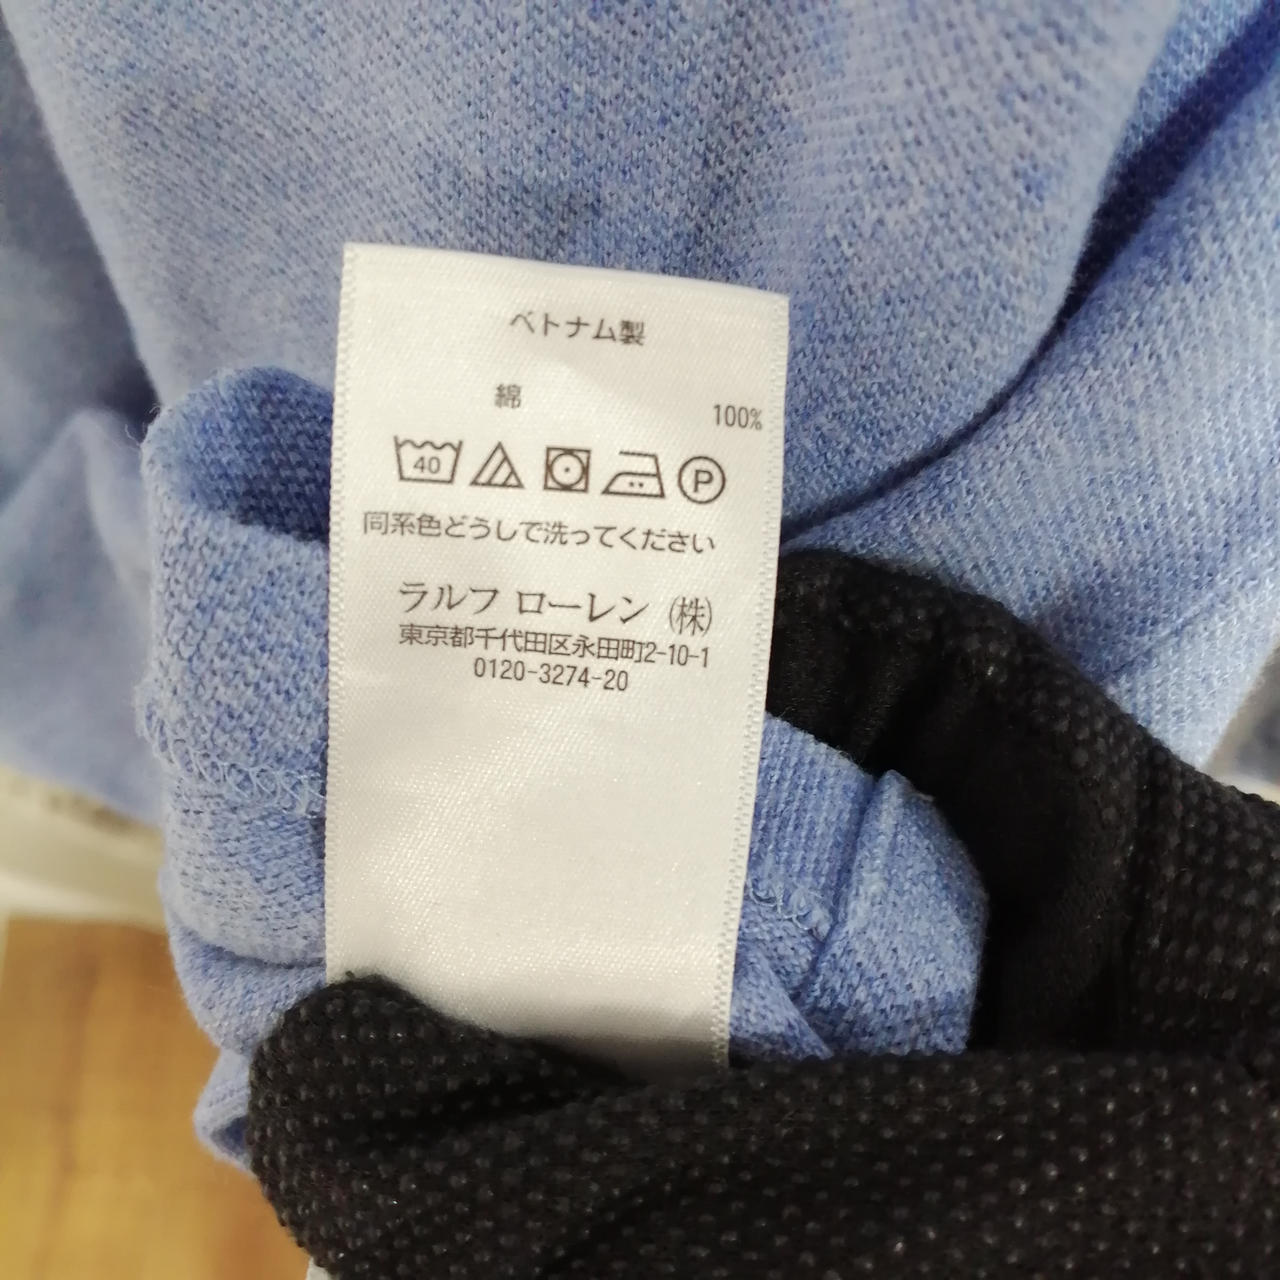 ベトナム製
綿 100%
40 P
同系色どうしで洗ってください
ラルフ ローレン (株)
東京都千代田区永田町2-10-1
0120-3274-20